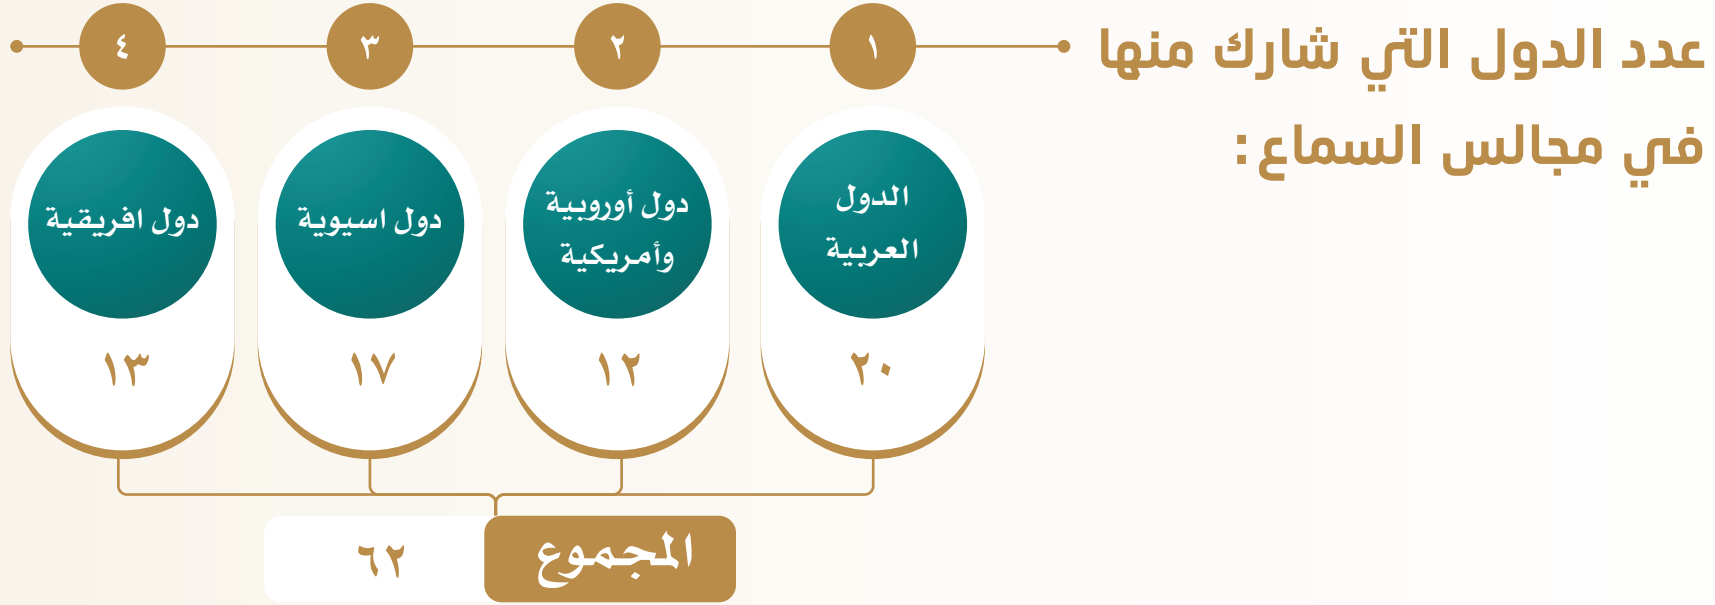 عدد الدول التي شارك منها
في مجالس السماع:
١
٢
٣
٤
الدول
العربية
٢٠
دول أوروبية
وأمريكية
١٢
دول اسيوية
١٧
دول افريقية
١٣
المجموع
٦٢